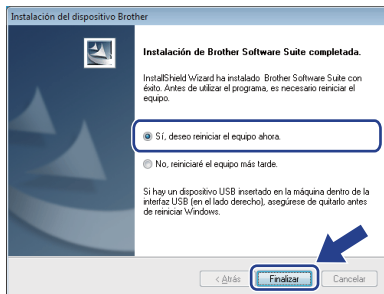 Instalación del dispositivo Brother
Instalación de Brother Software Suite completada.
InstallShield Wizard ha instalado Brother Software Suite con
éxito. Antes de utilizar el programa, es necesario reiniciar el
equipo.
Sí, deseo reiniciar el equipo ahora.
No, reiniciaré el equipo más tarde.
Si hay un dispositivo USB insertado en la máquina dentro de la
interfaz USB (en el lado derecho), asegúrese de quitarlo antes
de reiniciar Windows.
< Atrás Finalizar Cancelar